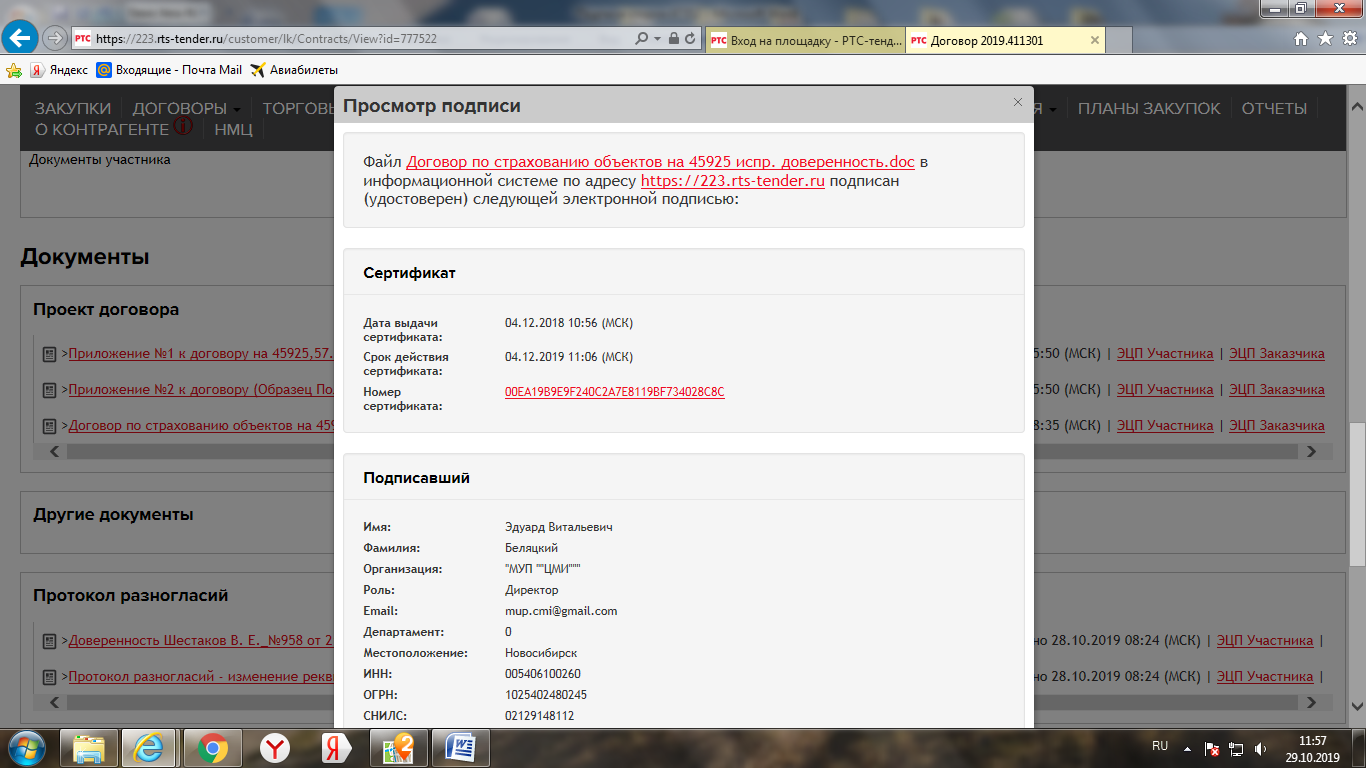 https://223.rts-tender.ru/customer/lk/Contracts/View?id=777522
РТС Вход на площадку - РТС-тенд...
РТС Договор 2019.411301
Яндекс
Входящие - Почта Mail
Авиабилеты
ЗАКУПКИ ДОГОВОРЫ ТОРГОВЫ
Я ПЛАНЫ ЗАКУПОК ОТЧЕТЫ
О КОНТРАГЕНТЕ НМЦ
Документы участника
Просмотр подписи
Файл Договор по страхованию объектов на 45925 испр. доверенность.doc в
информационной системе по адресу https://223.rts-tender.ru подписан
(удостоверен) следующей электронной подписью:
Документы
Проект договора
>Приложение №1 к договору на 45925,57.
5:50 (МСК) | ЭЦП Участника | ЭЦП Заказчика
>Приложение №2 к договору (Образец Пол
5:50 (МСК) | ЭЦП Участника | ЭЦП Заказчика
>Договор по страхованию объектов на 459
8:35 (МСК) | ЭЦП Участника | ЭЦП Заказчика
Сертификат
Дата выдачи
сертификата:
04.12.2018 10:56 (МСК)
Срок действия
сертификата:
04.12.2019 11:06 (МСК)
Номер
сертификата:
00EA19B9E9F240C2A7E8119BF734028C8C
Подписавший
Имя: Эдуард Витальевич
Фамилия: Беляцкий
Организация: "МУП ""ЦМИ"""
Роль: Директор
Email: mup.cmi@gmail.com
Департамент: 0
Местоположение: Новосибирск
ИНН: 005406100260
ОГРН: 1025402480245
СНИЛС: 02129148112
Другие документы
Протокол разногласий
>Доверенность Шестаков В. Е._№958 от 2
но 28.10.2019 08:24 (МСК) | ЭЦП Участника |
>Протокол разногласий - изменение рекв
но 28.10.2019 08:24 (МСК) | ЭЦП Участника |
RU
11:57
29.10.2019